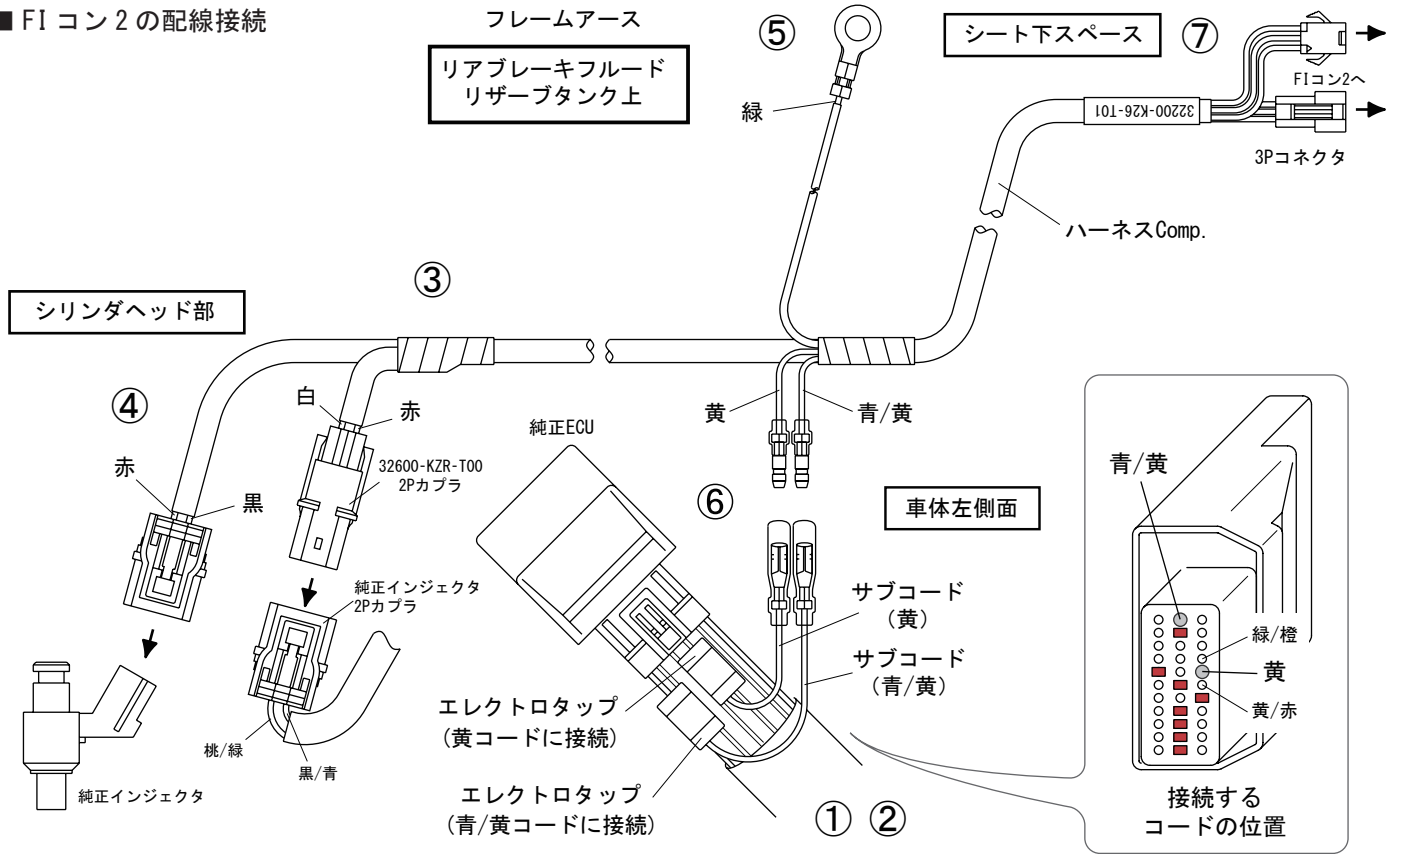 ■ FI コン 2 の配線接続
フレームアース
リアブレーキフルード
リザーブタンク上
⑤
緑
シート下スペース
⑦
FIコン2へ
3Pコネクタ
32200-K26-T01
ハーネスComp.
③
シリンダヘッド部
④
白
赤
赤
黒
32600-KZR-T00
2Pカプラ
純正インジェクタ
2Pカプラ
桃/緑
黒/青
純正インジェクタ
黄
青/黄
純正ECU
⑥
車体左側面
サブコード
(黄)
サブコード
(青/黄)
エレクトロタップ
(黄コードに接続)
エレクトロタップ
(青/黄コードに接続)
① ②
青/黄
緑/橙
黄
黄/赤
接続する
コードの位置